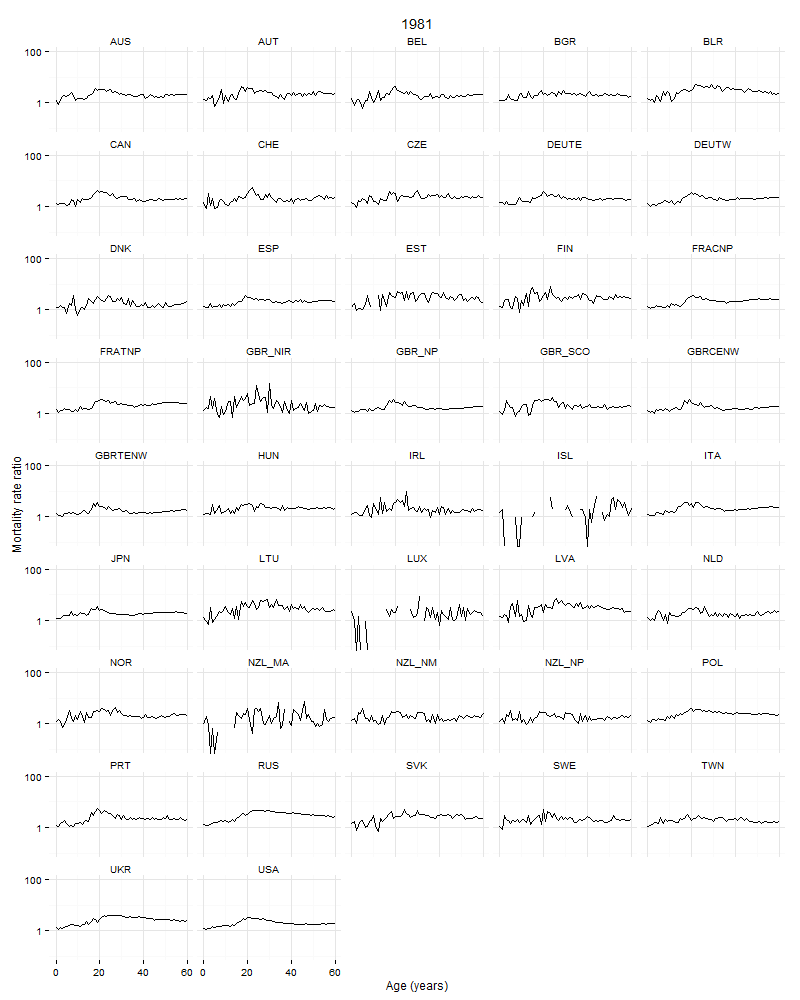 1981
AUS AUT BEL BGR BLR
100
1
CAN CHE CZE DEUTE DEUTW
100
1
DNK ESP EST FIN FRACNP
100
1
FRATNP GBR_NIR GBR_NP GBR_SCO GBRCENW
100
1
GBRTENW HUN IRL ISL ITA
100
1
JPN LTU LUX LVA NLD
100
1
NOR NZL_MA NZL_NM NZL_NP POL
100
1
PRT RUS SVK SWE TWN
100
1
UKR USA
100
1
0 20 40 60 0 20 40 60
Mortality rate ratio
Age (years)